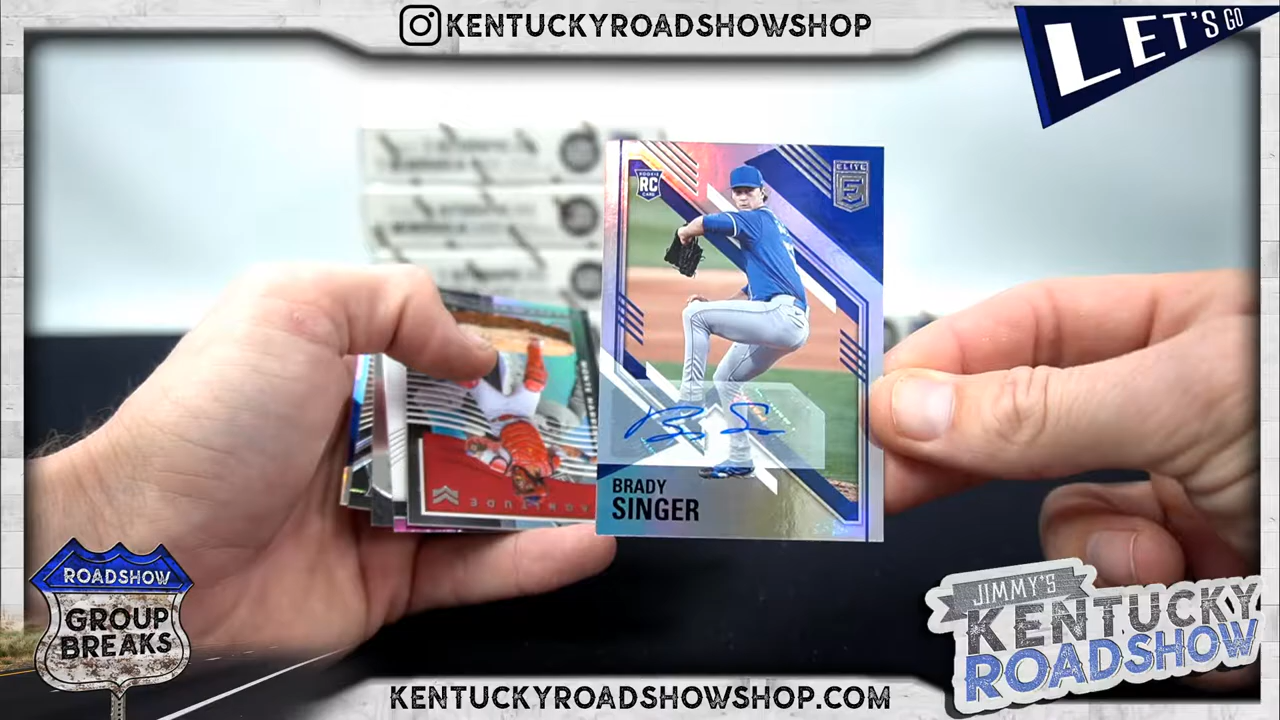 KENTUCKYROADSHOWSHOP
LET'S GO
ROOKIE
RC
CARD
ELITE
E
BRADY
SINGER
ROADSHOW
GROUP
BREAKS
JIMMY'S
KENTUCKY
ROADSHOW
KENTUCKYROADSHOWSHOP.COM